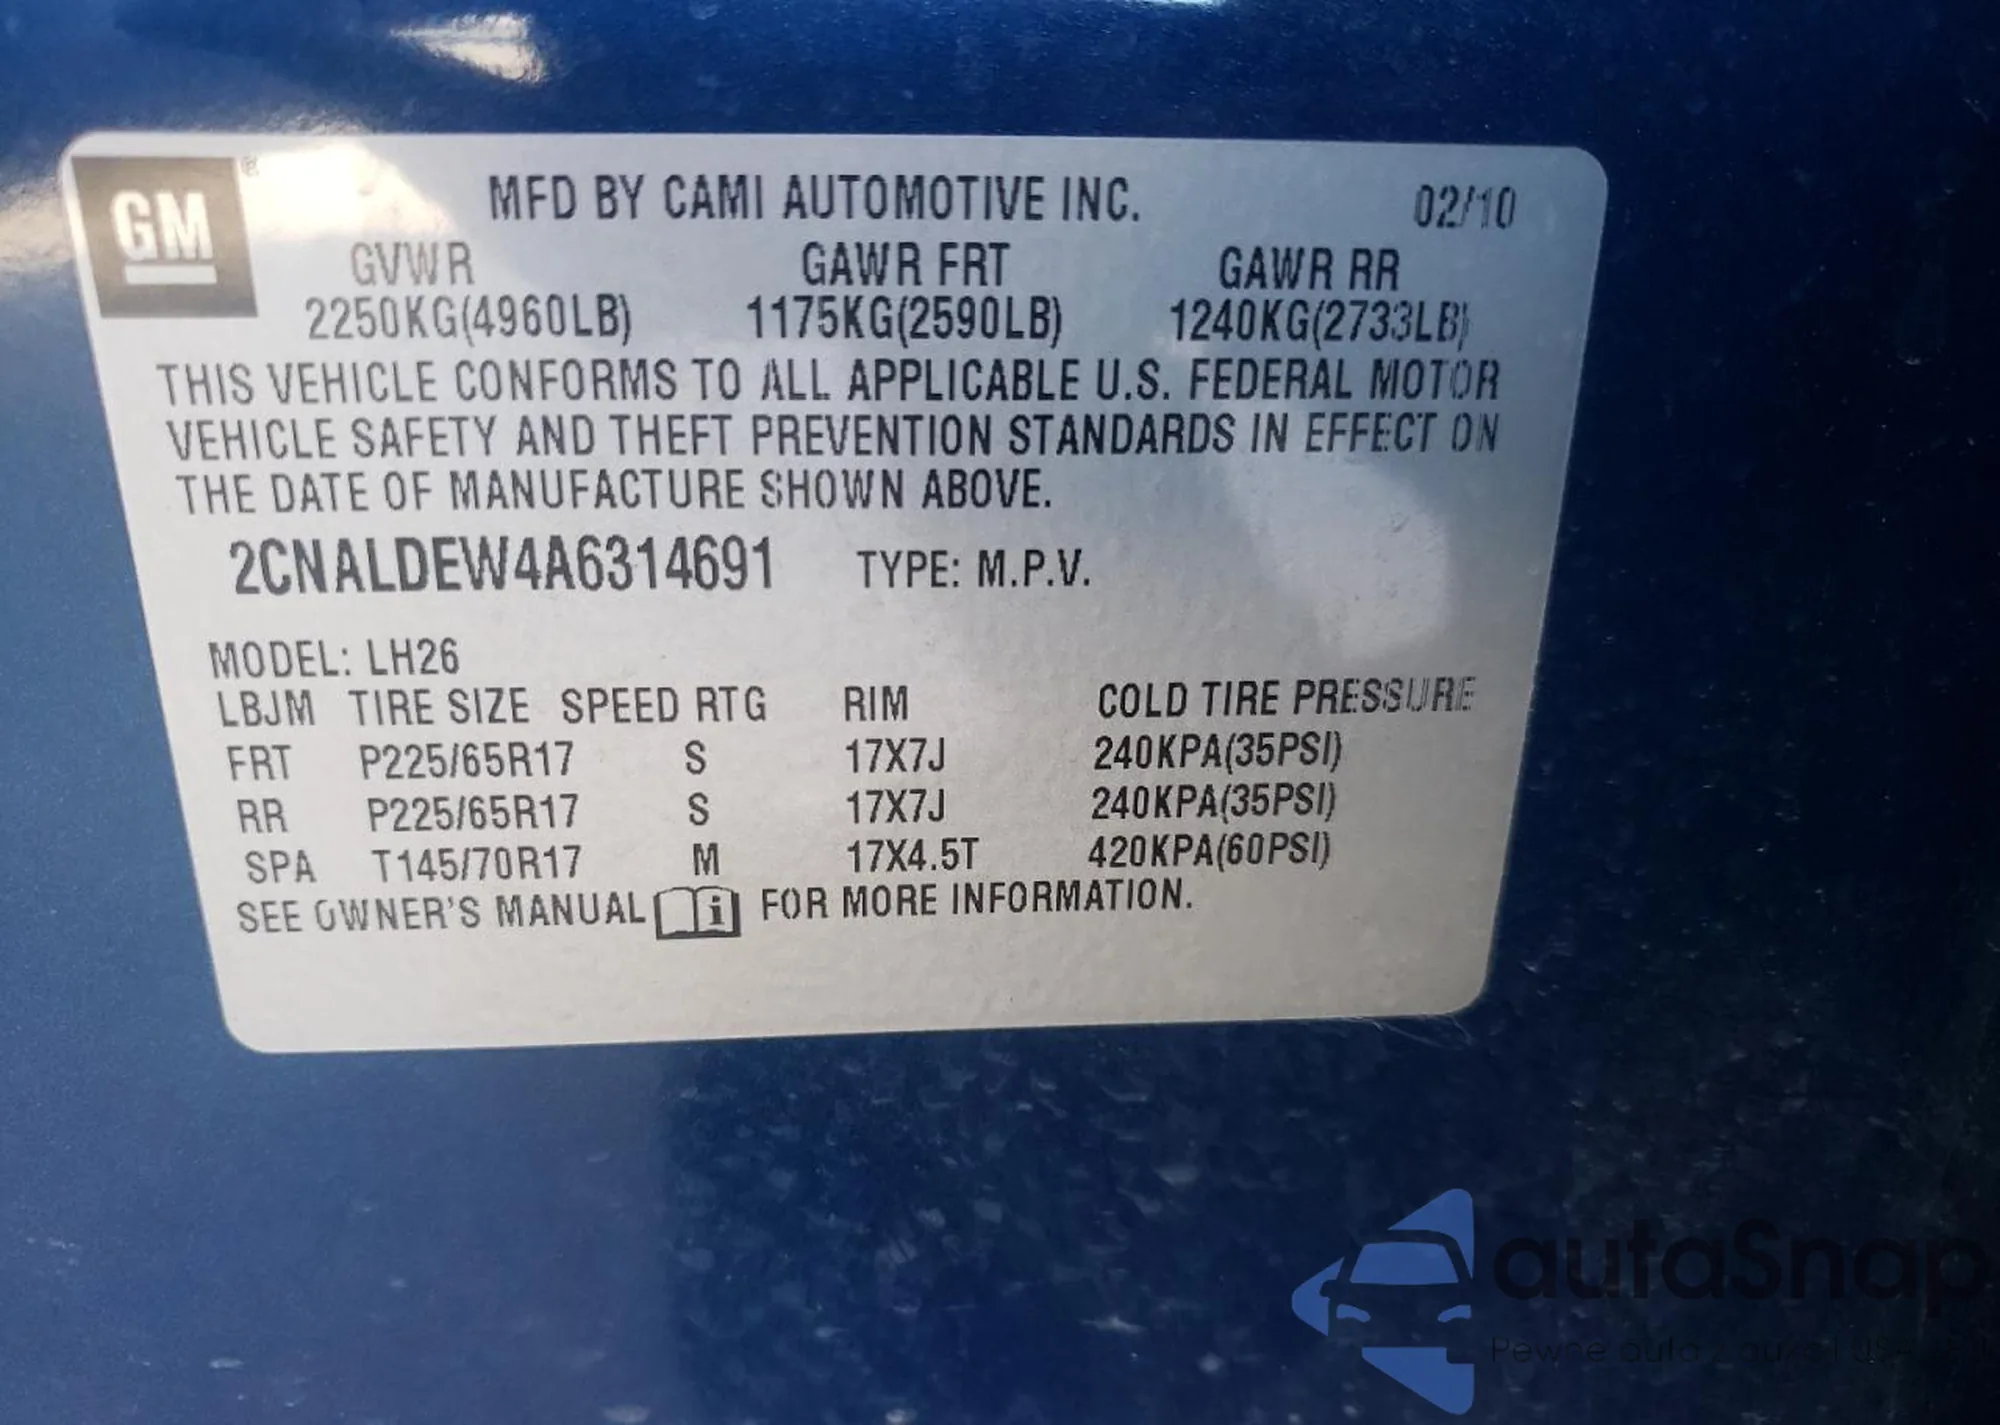 GM ®
MFD BY CAMI AUTOMOTIVE INC. 02/10
GVWR GAWR FRT GAWR RR
2250KG(4960LB) 1175KG(2590LB) 1240KG(2733LB)
THIS VEHICLE CONFORMS TO ALL APPLICABLE U.S. FEDERAL MOTOR
VEHICLE SAFETY AND THEFT PREVENTION STANDARDS IN EFFECT ON
THE DATE OF MANUFACTURE SHOWN ABOVE.
2CNALDEW4A6314691 TYPE: M.P.V.
MODEL: LH26
LBJM TIRE SIZE SPEED RTG RIM COLD TIRE PRESSURE
FRT P225/65R17 S 17X7J 240KPA(35PSI)
RR P225/65R17 S 17X7J 240KPA(35PSI)
SPA T145/70R17 M 17X4.5T 420KPA(60PSI)
SEE OWNER'S MANUAL i FOR MORE INFORMATION.
autaSnap
Pewne auta z